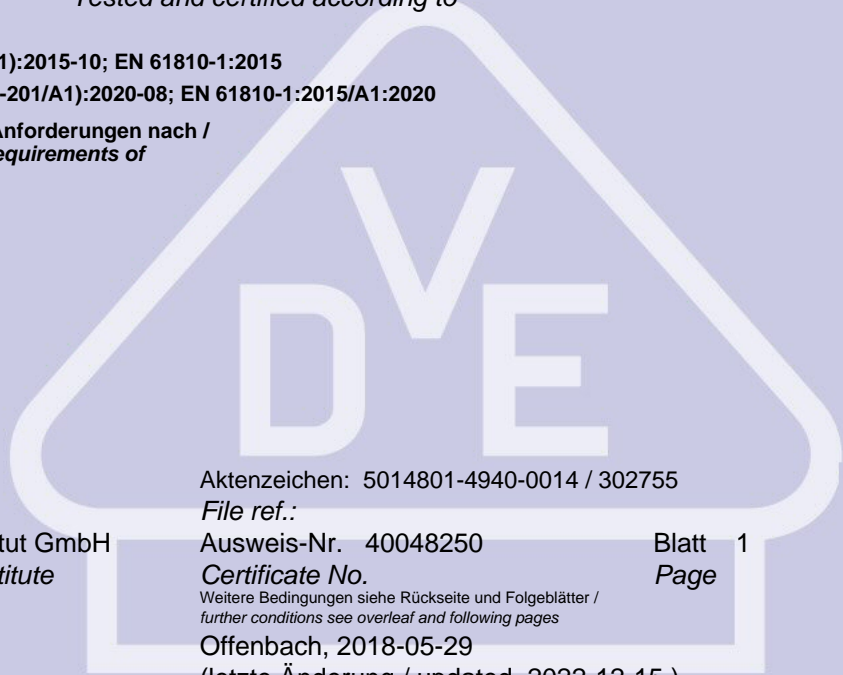 Tested and certified according to
1):2015-10; EN 61810-1:2015
-201/A1):2020-08; EN 61810-1:2015/A1:2020
Anforderungen nach /
equirements of
VDE
Aktenzeichen: 5014801-4940-0014 / 302755
File ref.:
tut GmbH Ausweis-Nr. 40048250 Blatt 1
titute Certificate No. Page
Weitere Bedingungen siehe Rückseite und Folgeblätter /
further conditions see overleaf and following pages
Offenbach, 2018-05-29
(letzte Änderung / updated 2022-12-15 )